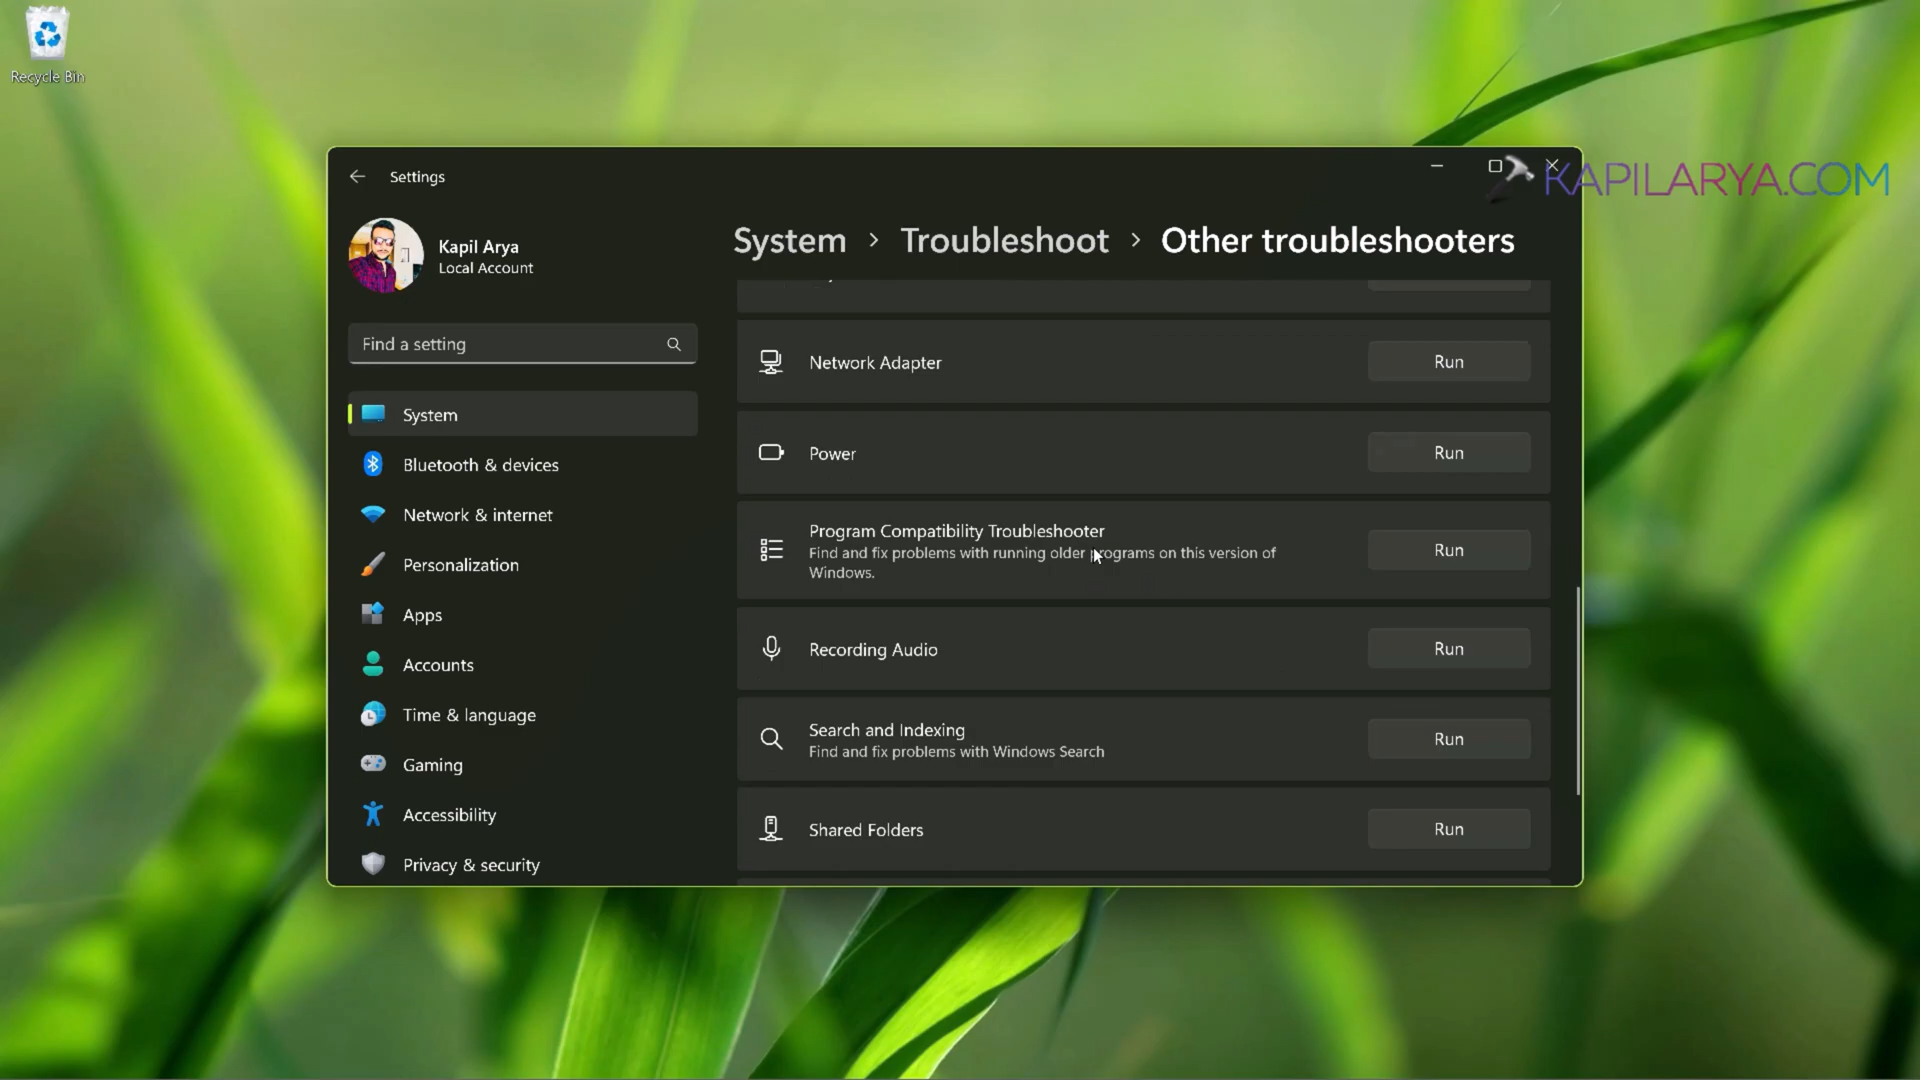 Recycle Bin
Settings
KAPILARYA.COM
Kapil Arya
Local Account
System > Troubleshoot > Other troubleshooters
Find a setting
System
Bluetooth & devices
Network & internet
Personalization
Apps
Accounts
Time & language
Gaming
Accessibility
Privacy & security
Network Adapter
Run
Power
Run
Program Compatibility Troubleshooter
Find and fix problems with running older programs on this version of
Windows.
Run
Recording Audio
Run
Search and Indexing
Find and fix problems with Windows Search
Run
Shared Folders
Run